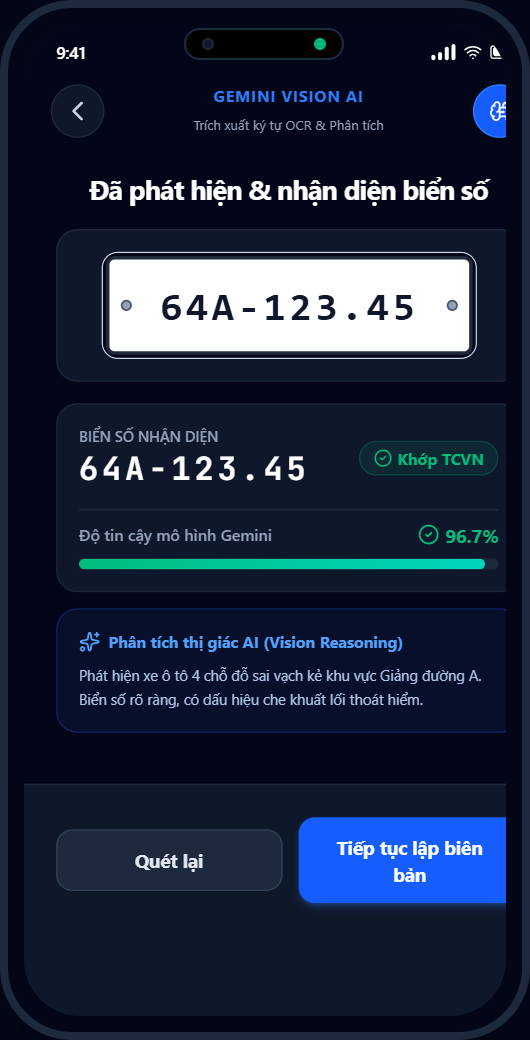 9:41
GEMINI VISION AI
Trích xuất ký tự OCR & Phân tích
Đã phát hiện & nhận diện biển số
64A-123.45
BIỂN SỐ NHẬN DIỆN
64A-123.45
Khớp TCVN
Độ tin cậy mô hình Gemini
96.7%
Phân tích thị giác AI (Vision Reasoning)
Phát hiện xe ô tô 4 chỗ đỗ sai vạch kẻ khu vực Giảng đường A.
Biển số rõ ràng, có dấu hiệu che khuất lối thoát hiểm.
Quét lại
Tiếp tục lập biên
bản